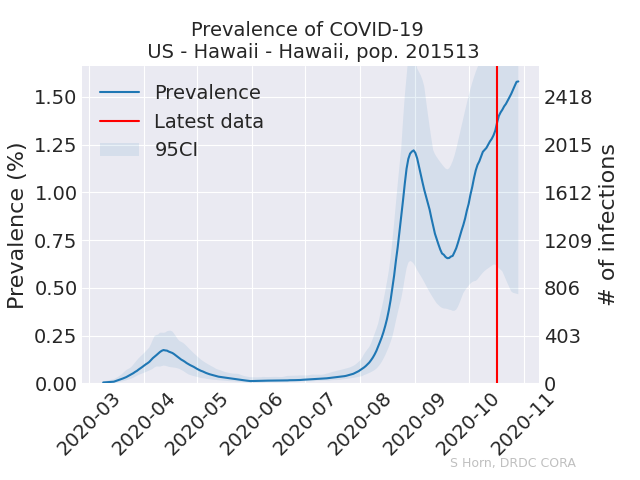 Prevalence of COVID-19
US - Hawaii - Hawaii, pop. 201513
Prevalence
Latest data
95CI
Prevalence (%)
1.50
1.25
1.00
0.75
0.50
0.25
0.00
2418
2015
1612
1209
806
403
0
# of infections
2020-03
2020-04
2020-05
2020-06
2020-07
2020-08
2020-09
2020-10
2020-11
S Horn, DRDC CORA